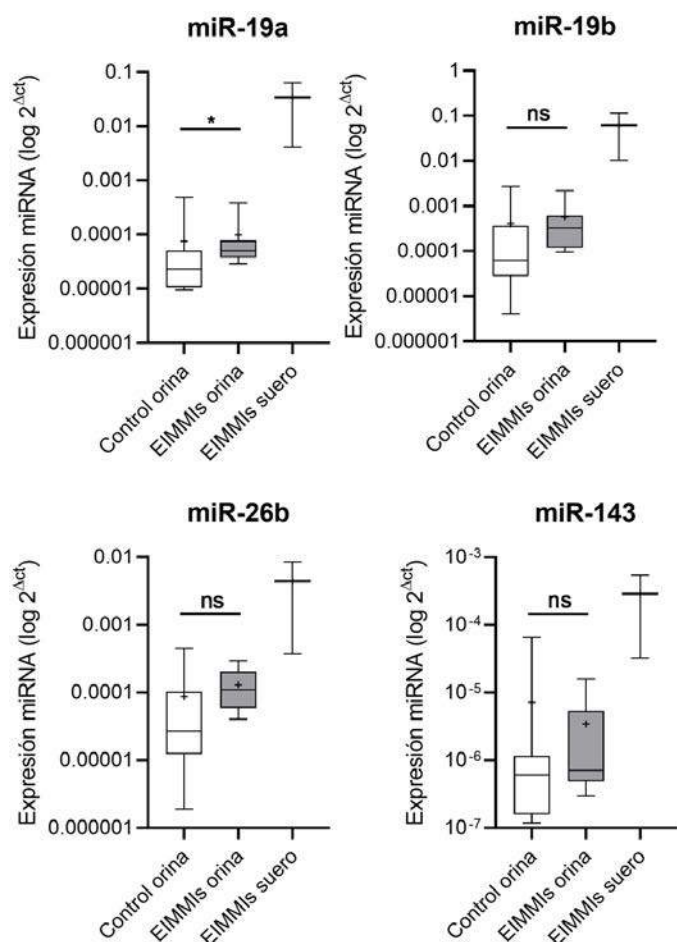 miR-19a
Expresión miRNA (log 2^Δct)
0.1
0.01
0.001
0.0001
0.00001
0.000001
*
Control orina
EIMMIs orina
EIMMIs suero
miR-19b
Expresión miRNA (log 2^Δct)
1
0.1
0.01
0.001
0.0001
0.00001
0.000001
ns
Control orina
EIMMIs orina
EIMMIs suero
miR-26b
Expresión miRNA (log 2^Δct)
0.01
0.001
0.0001
0.00001
0.000001
ns
Control orina
EIMMIs orina
EIMMIs suero
miR-143
Expresión miRNA (log 2^Δct)
10^-3
10^-4
10^-5
10^-6
10^-7
ns
Control orina
EIMMIs orina
EIMMIs suero